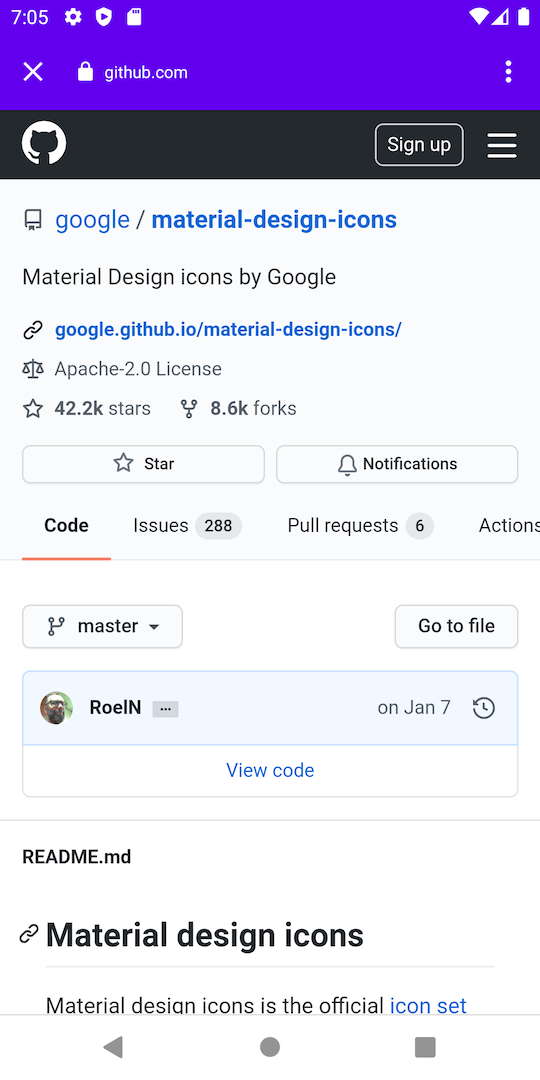 7:05
github.com
Sign up
google / material-design-icons
Material Design icons by Google
google.github.io/material-design-icons/
Apache-2.0 License
42.2k stars 8.6k forks
Star Notifications
Code Issues 288 Pull requests 6 Actions
master Go to file
RoelN ... on Jan 7
View code
README.md
Material design icons
Material design icons is the official icon set